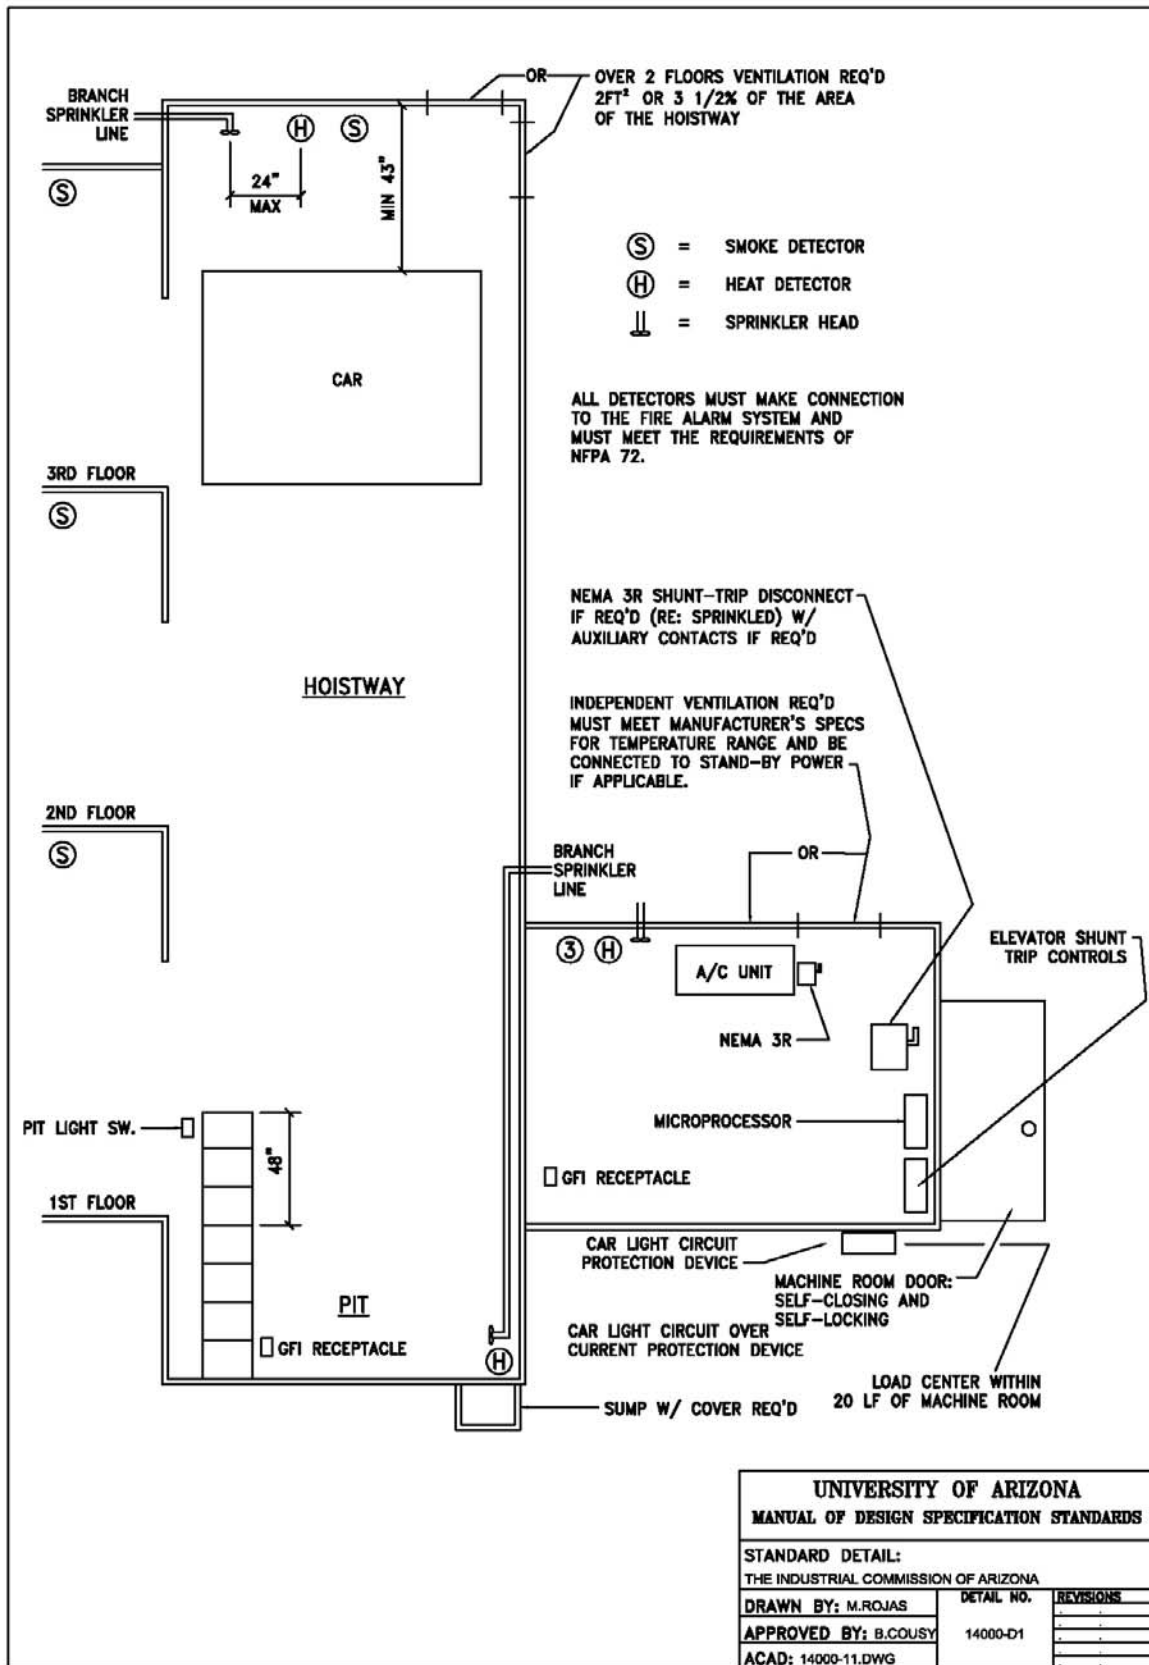 BRANCH
SPRINKLER
LINE
OR
OVER 2 FLOORS VENTILATION REQ'D
2FT² OR 3 1/2% OF THE AREA
OF THE HOISTWAY
H
S
S
24"
MAX
MIN 43"
S = SMOKE DETECTOR
H = HEAT DETECTOR
= SPRINKLER HEAD
CAR
ALL DETECTORS MUST MAKE CONNECTION
TO THE FIRE ALARM SYSTEM AND
MUST MEET THE REQUIREMENTS OF
NFPA 72.
3RD FLOOR
S
NEMA 3R SHUNT-TRIP DISCONNECT
IF REQ'D (RE: SPRINKLED) W/
AUXILIARY CONTACTS IF REQ'D
HOISTWAY
INDEPENDENT VENTILATION REQ'D
MUST MEET MANUFACTURER'S SPECS
FOR TEMPERATURE RANGE AND BE
CONNECTED TO STAND-BY POWER
IF APPLICABLE.
2ND FLOOR
S
BRANCH
SPRINKLER
LINE
OR
3
H
A/C UNIT
ELEVATOR SHUNT
TRIP CONTROLS
NEMA 3R
MICROPROCESSOR
PIT LIGHT SW.
48"
GFI RECEPTACLE
1ST FLOOR
CAR LIGHT CIRCUIT
PROTECTION DEVICE
MACHINE ROOM DOOR:
SELF-CLOSING AND
SELF-LOCKING
PIT
GFI RECEPTACLE
H
CAR LIGHT CIRCUIT OVER
CURRENT PROTECTION DEVICE
LOAD CENTER WITHIN
20 LF OF MACHINE ROOM
SUMP W/ COVER REQ'D
UNIVERSITY OF ARIZONA
MANUAL OF DESIGN SPECIFICATION STANDARDS
STANDARD DETAIL:
THE INDUSTRIAL COMMISSION OF ARIZONA
DRAWN BY: M.ROJAS
DETAIL NO.
REVISIONS
APPROVED BY: B.COUSY
14000-D1
ACAD: 14000-11.DWG